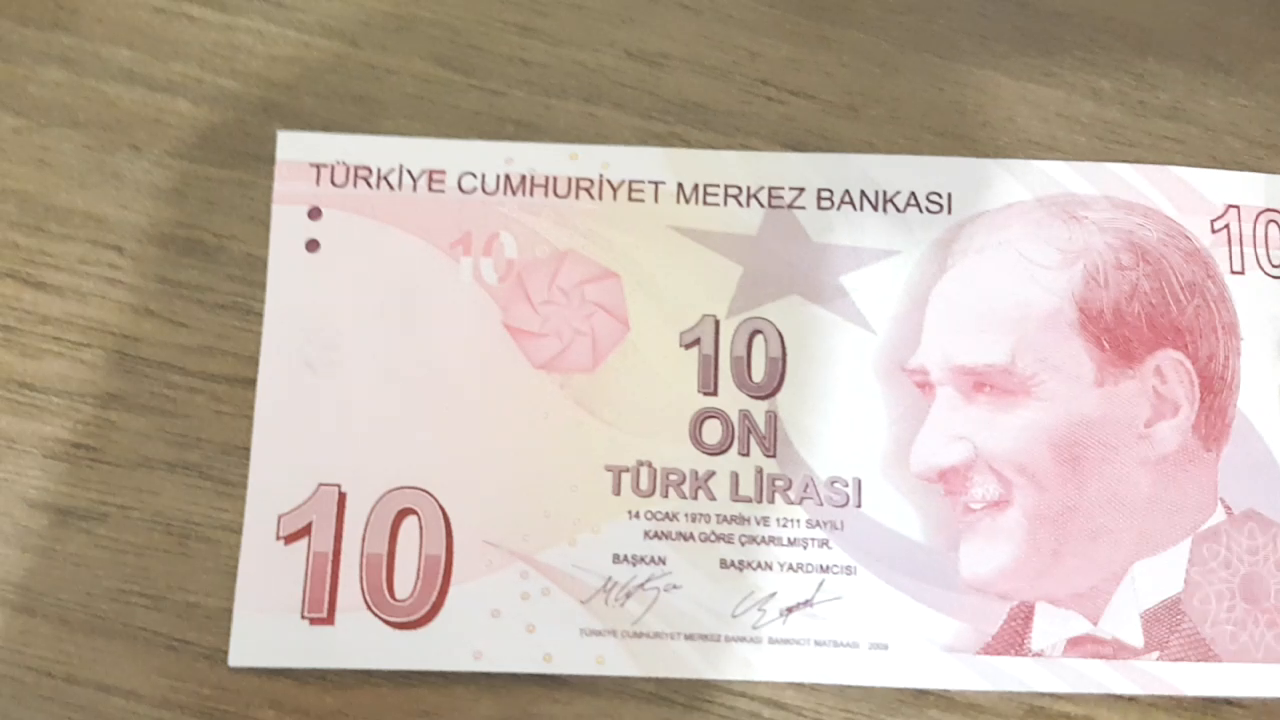 TÜRKİYE CUMHURİYET MERKEZ BANKASI
10
10
10
ON
TÜRK LİRASI
14 OCAK 1970 TARİH VE 1211 SAYILI
KANUNA GÖRE ÇIKARILMIŞTIR.
BAŞKAN BAŞKAN YARDIMCISI
10
TÜRKİYE CUMHURİYET MERKEZ BANKASI BANKNOT MATBAASI 2009